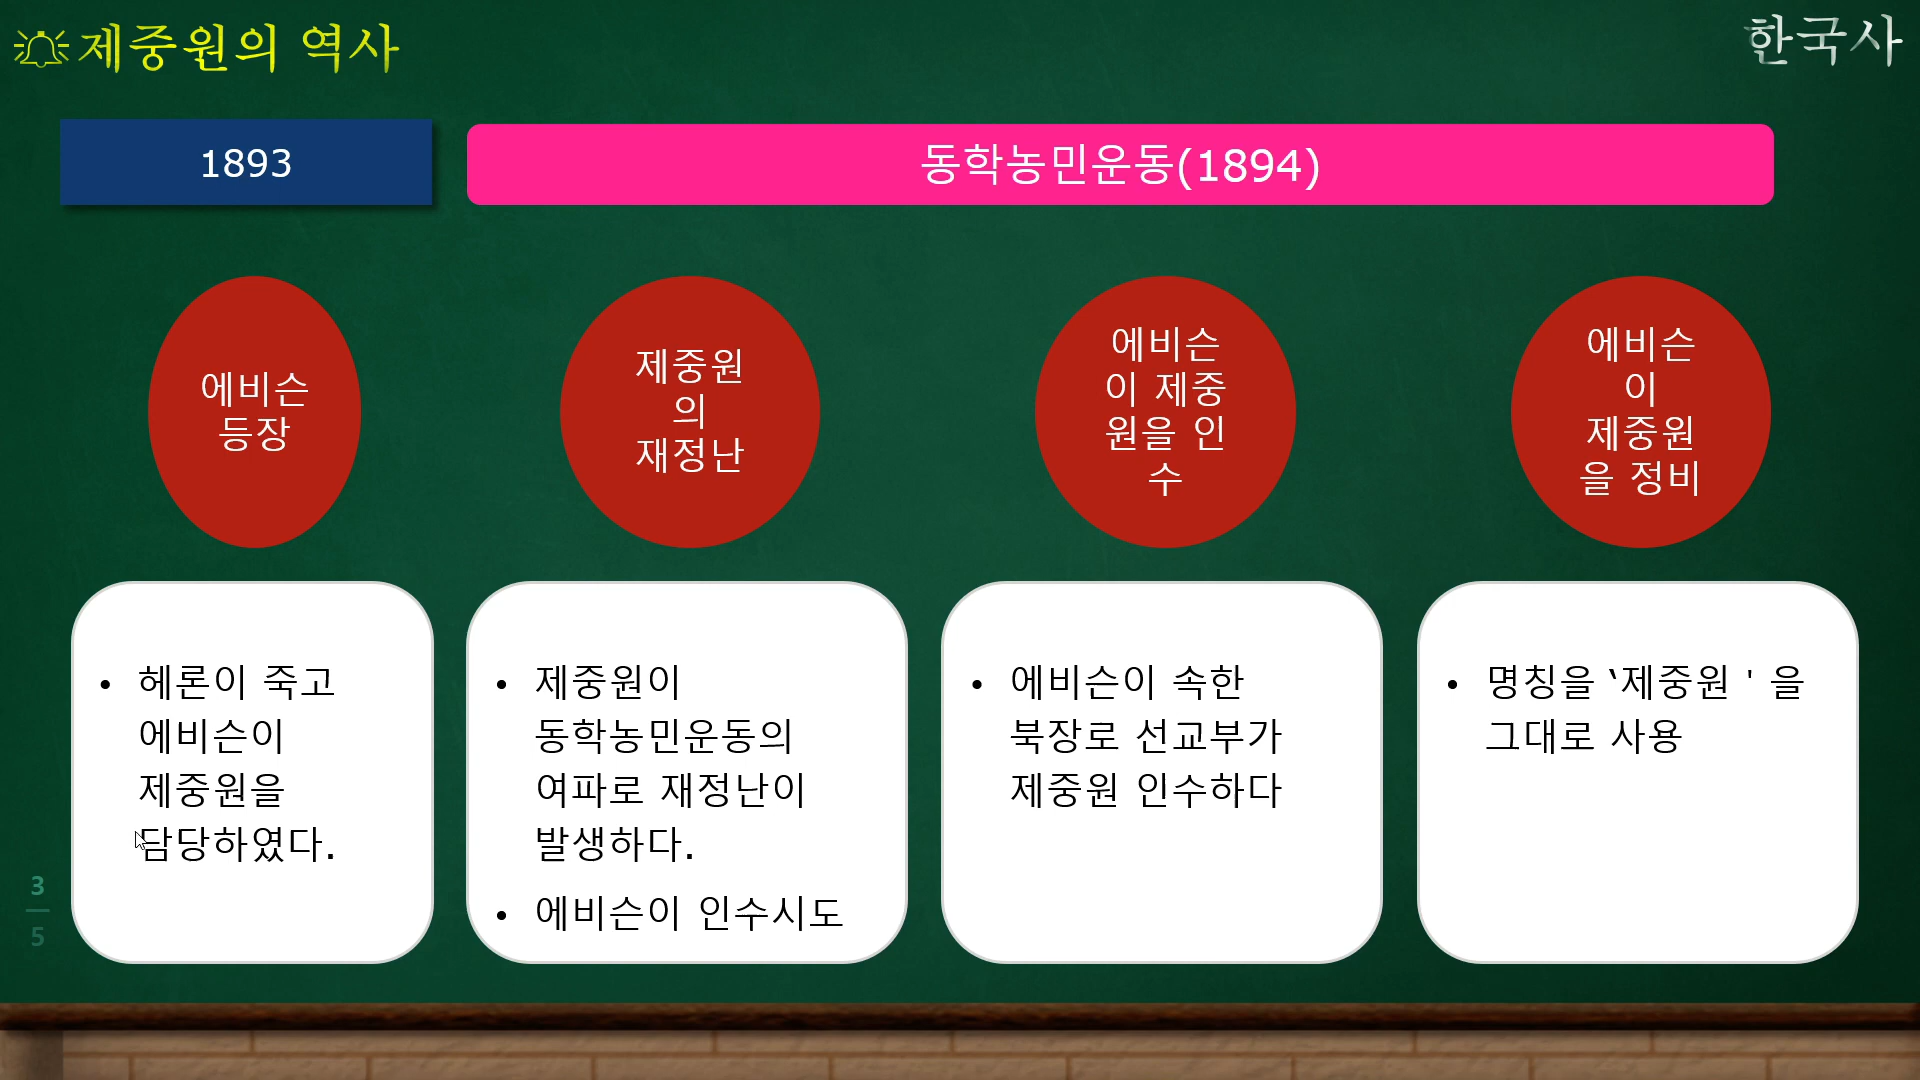 제중원의 역사
한국사
1893
동학농민운동(1894)
에비슨
등장
제중원
의
재정난
에비슨
이 제중
원을 인
수
에비슨
이
제중원
을 정비
• 헤론이 죽고
에비슨이
제중원을
담당하였다.
• 제중원이
동학농민운동의
여파로 재정난이
발생하다.
• 에비슨이 인수시도
• 에비슨이 속한
북장로 선교부가
제중원 인수하다
• 명칭을 ‘제중원 ' 을
그대로 사용
3
5